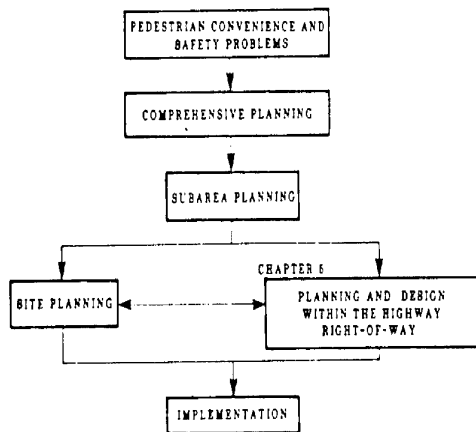 PEDESTRIAN CONVENIENCE AND
SAFETY PROBLEMS
COMPREHENSIVE PLANNING
SUBAREA PLANNING
CHAPTER 6
SITE PLANNING
PLANNING AND DESIGN
WITHIN THE HIGHWAY
RIGHT-OF-WAY
IMPLEMENTATION